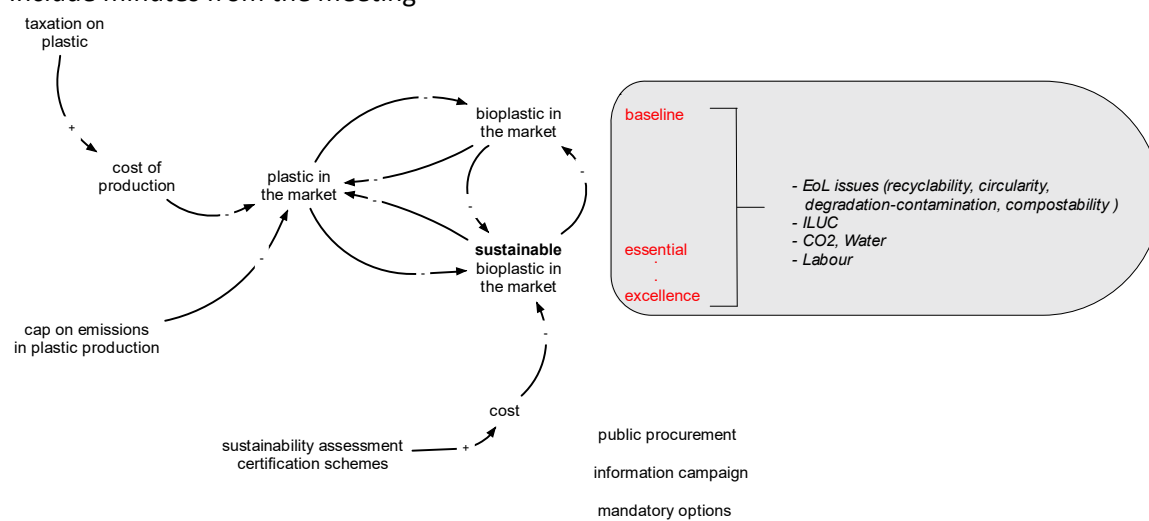 include minutes from the meeting
taxation on
plastic
+
cost of
production
-
cap on emissions
in plastic production
-
plastic in
the market
-
-
-
-
bioplastic in
the market
-
-
sustainable
bioplastic in
the market
-
cost
+
sustainability assessment
certification schemes
baseline
essential
.
.
excellence
- EoL issues (recyclability, circularity,
degradation-contamination, compostability )
- ILUC
- CO2, Water
- Labour
public procurement
information campaign
mandatory options